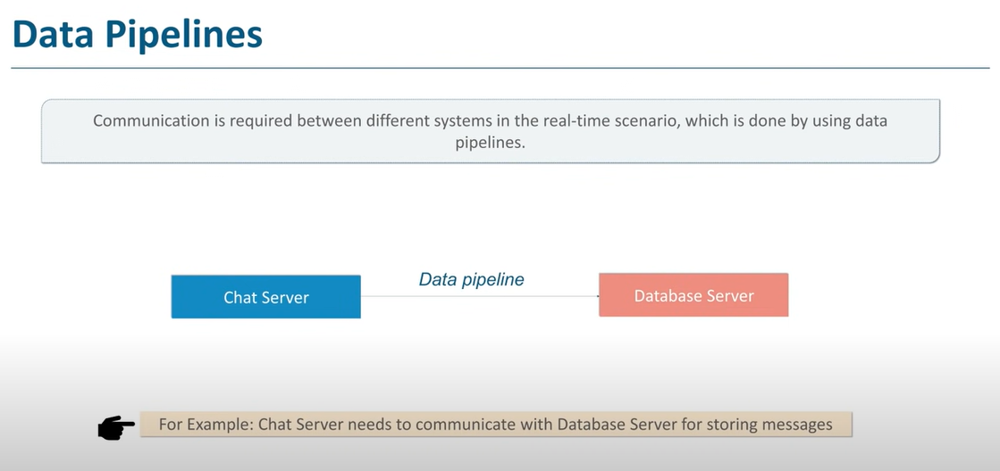 Data Pipelines
Communication is required between different systems in the real-time scenario, which is done by using data
pipelines.
Data pipeline
Chat Server
Database Server
For Example: Chat Server needs to communicate with Database Server for storing messages